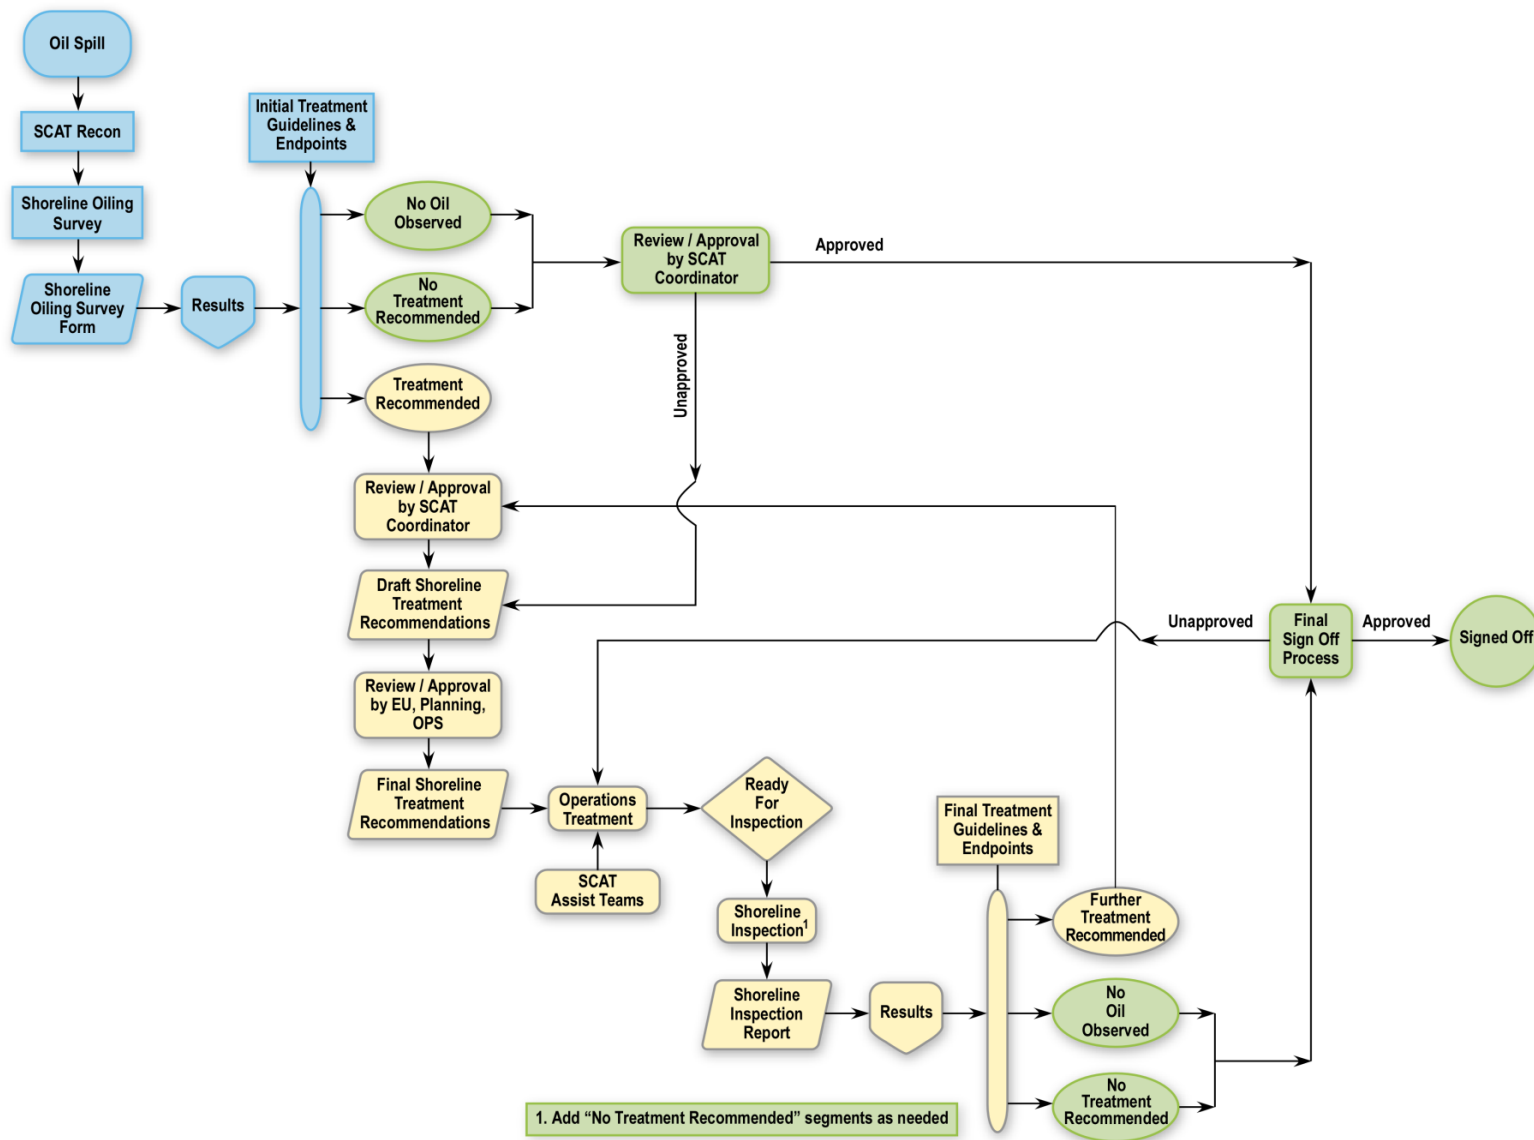 Oil Spill
SCAT Recon
Shoreline Oiling
Survey
Shoreline
Oiling Survey
Form
Results
Initial Treatment
Guidelines &
Endpoints
No Oil
Observed
No
Treatment
Recommended
Treatment
Recommended
Review / Approval
by SCAT
Coordinator
Approved
Unapproved
Review / Approval
by SCAT
Coordinator
Draft Shoreline
Treatment
Recommendations
Review / Approval
by EU, Planning,
OPS
Final Shoreline
Treatment
Recommendations
Operations
Treatment
SCAT
Assist Teams
Ready
For
Inspection
Shoreline
Inspection1
Shoreline
Inspection
Report
Results
Final Treatment
Guidelines &
Endpoints
Further
Treatment
Recommended
No
Oil
Observed
No
Treatment
Recommended
Unapproved
Final
Sign Off
Process
Approved
Signed Off
1. Add “No Treatment Recommended” segments as needed